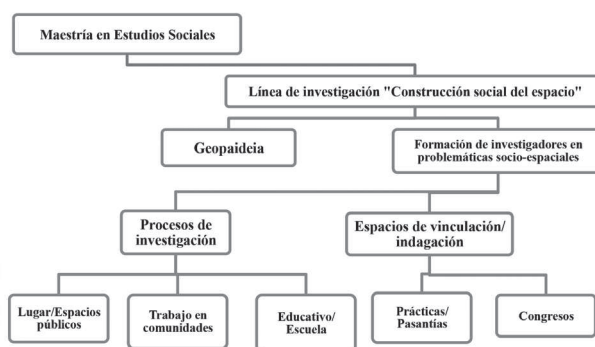 Maestría en Estudios Sociales
Línea de investigación "Construcción social del espacio"
Geopaideia
Formación de investigadores en
problemáticas socio-espaciales
Procesos de
investigación
Espacios de vinculación/
indagación
Lugar/Espacios
públicos
Trabajo en
comunidades
Educativo/
Escuela
Prácticas/
Pasantías
Congresos